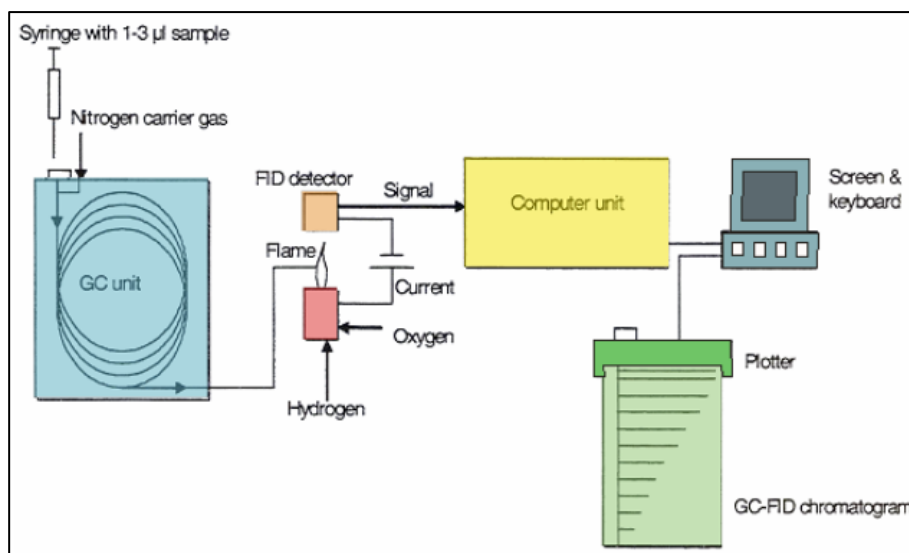 Syringe with 1-3 µl sample
Nitrogen carrier gas
FID detector
Signal
Computer unit
Screen &
keyboard
GC unit
Flame
Current
Oxygen
Hydrogen
Plotter
GC-FID chromatogram